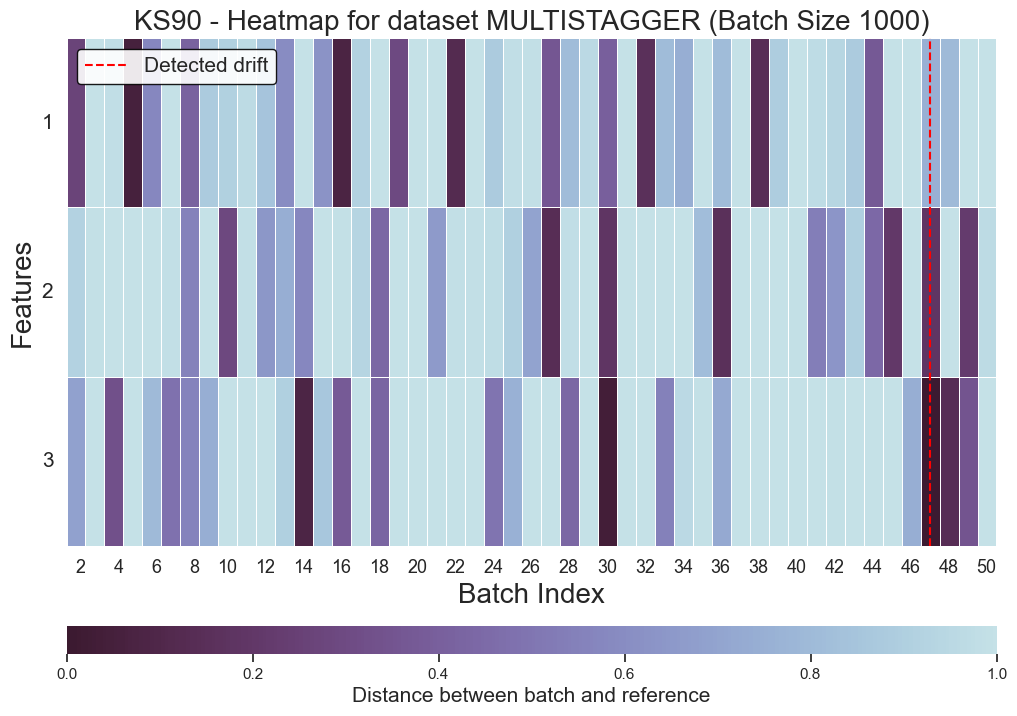 KS90 - Heatmap for dataset MULTISTAGGER (Batch Size 1000)
Detected drift
Features
1
2
3
2 4 6 8 10 12 14 16 18 20 22 24 26 28 30 32 34 36 38 40 42 44 46 48 50
Batch Index
0.0 0.2 0.4 0.6 0.8 1.0
Distance between batch and reference